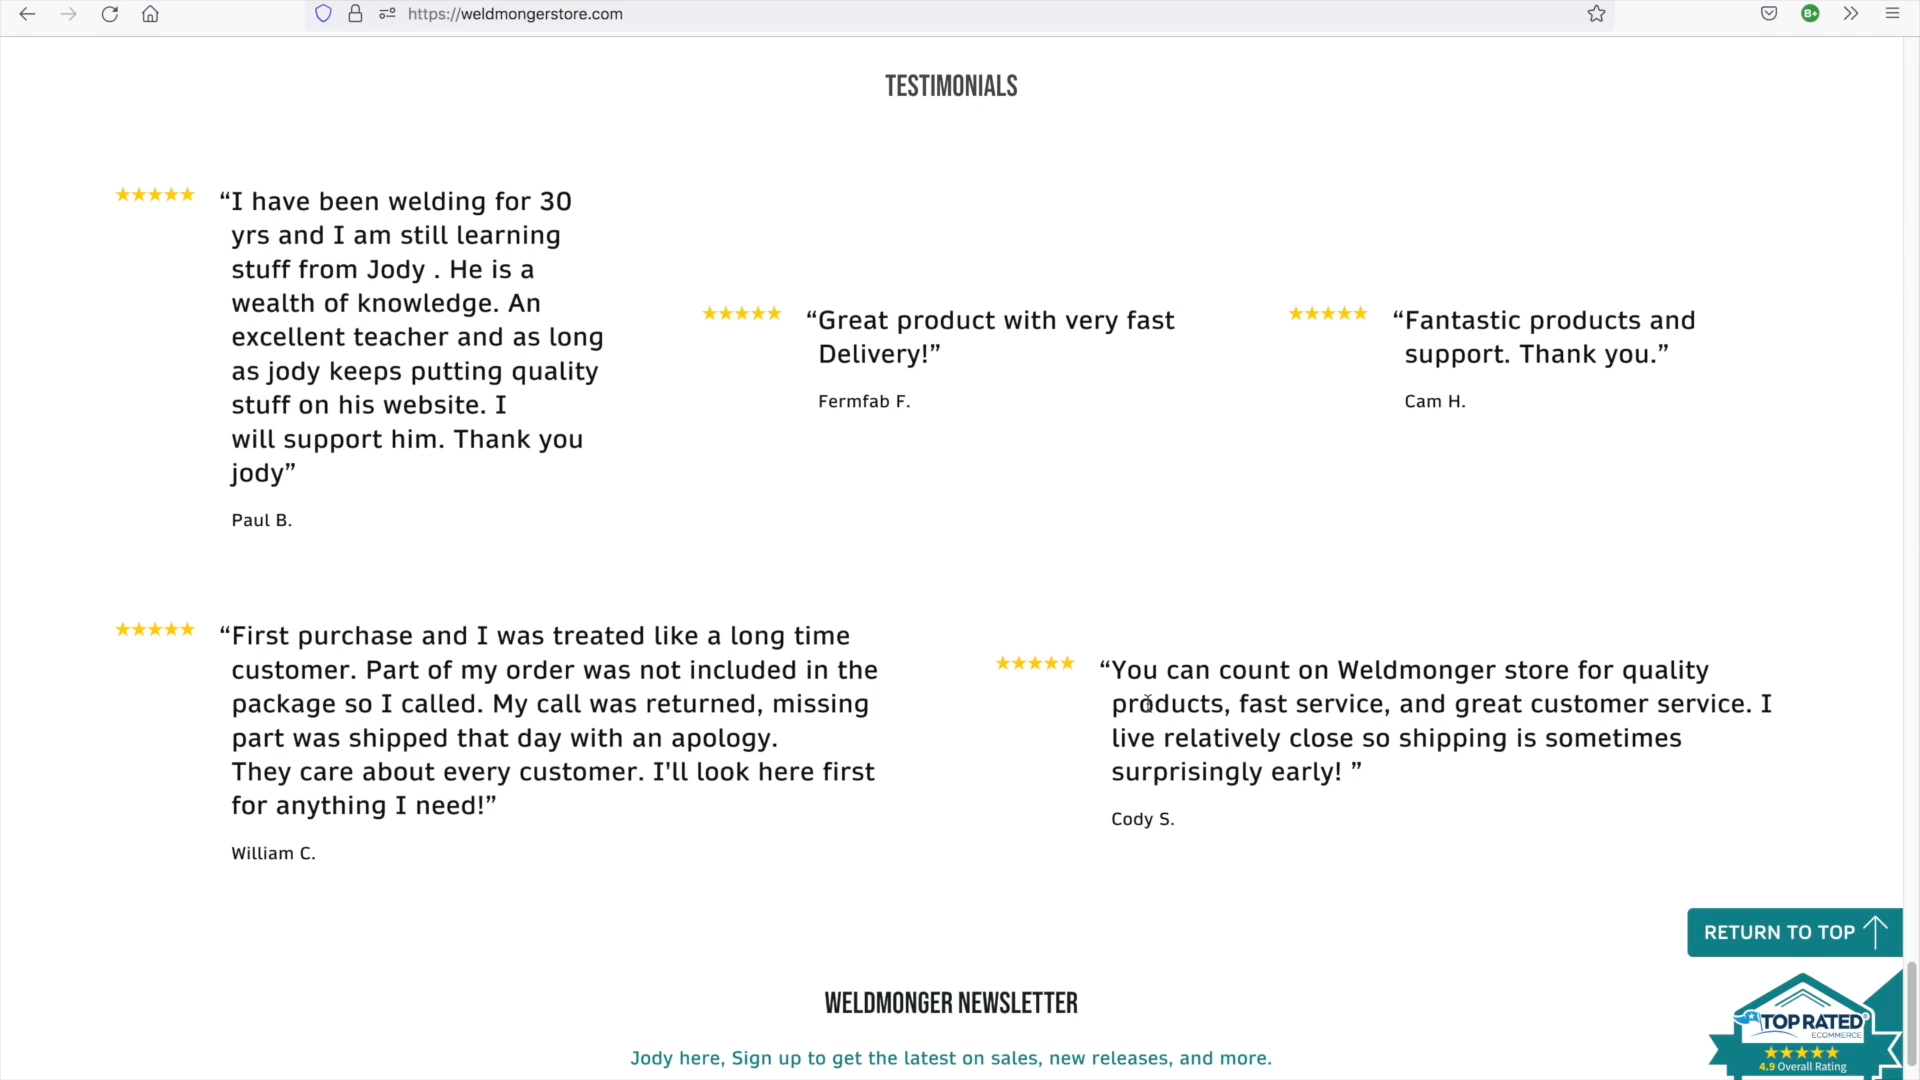 https://weldmongerstore.com
B+
TESTIMONIALS
“I have been welding for 30
yrs and I am still learning
stuff from Jody . He is a
wealth of knowledge. An
excellent teacher and as long
as jody keeps putting quality
stuff on his website. I
will support him. Thank you
jody”
Paul B.
“Great product with very fast
Delivery!”
Fermfab F.
“Fantastic products and
support. Thank you.”
Cam H.
“First purchase and I was treated like a long time
customer. Part of my order was not included in the
package so I called. My call was returned, missing
part was shipped that day with an apology.
They care about every customer. I'll look here first
for anything I need!”
William C.
“You can count on Weldmonger store for quality
products, fast service, and great customer service. I
live relatively close so shipping is sometimes
surprisingly early! ”
Cody S.
RETURN TO TOP
TOP RATED®
ECOMMERCE
4.9 Overall Rating
WELDMONGER NEWSLETTER
Jody here, Sign up to get the latest on sales, new releases, and more.